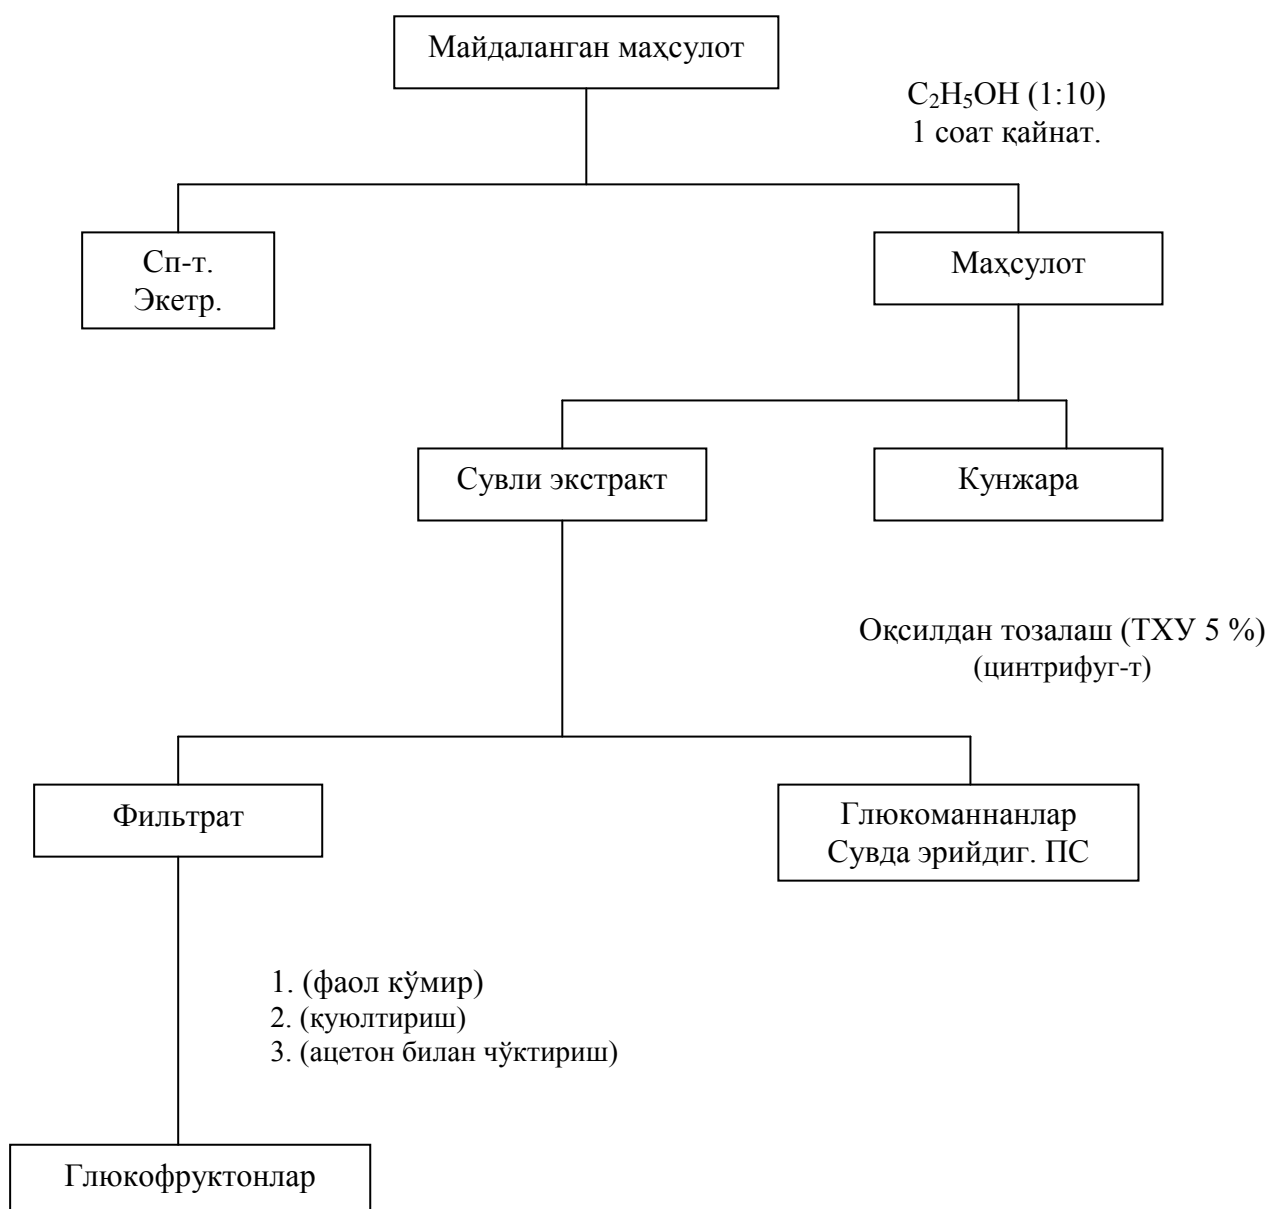 Майдаланган маҳсулот
C₂H₅OH (1:10)
1 соат қайнат.
Сп-т.
Экетр.
Маҳсулот
Сувли экстракт
Кунжара
Оқсилдан тозалаш (ТХУ 5 %)
(цинтрифуг-т)
Фильтрат
Глюкоманнанлар
Сувда эрийдиг. ПС
1. (фаол кўмир)
2. (қуюлтириш)
3. (ацетон билан чўктириш)
Глюкофруктонлар